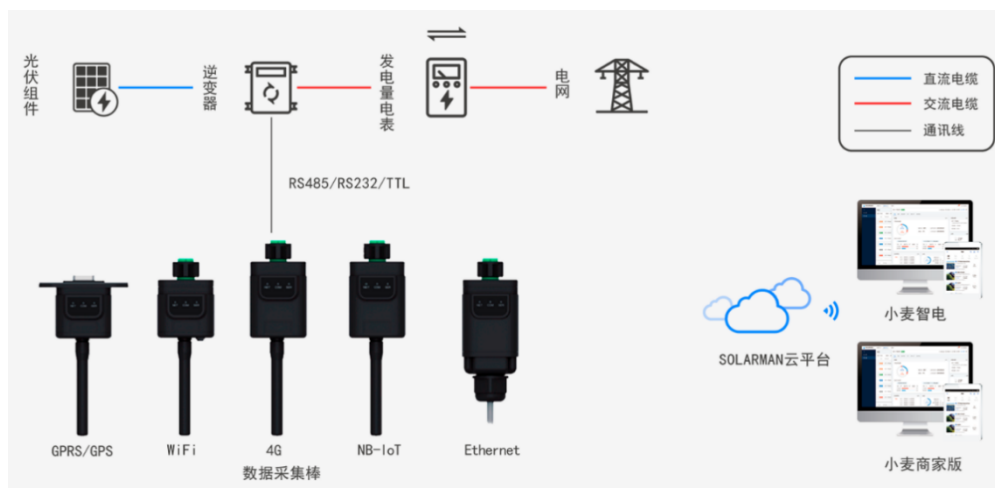 光伏组件
逆变器
发电量电表
电网
直流电缆
交流电缆
通讯线
RS485/RS232/TTL
GPRS/GPS
WiFi
4G
NB-IoT
Ethernet
数据采集棒
SOLARMAN云平台
小麦智电
小麦商家版